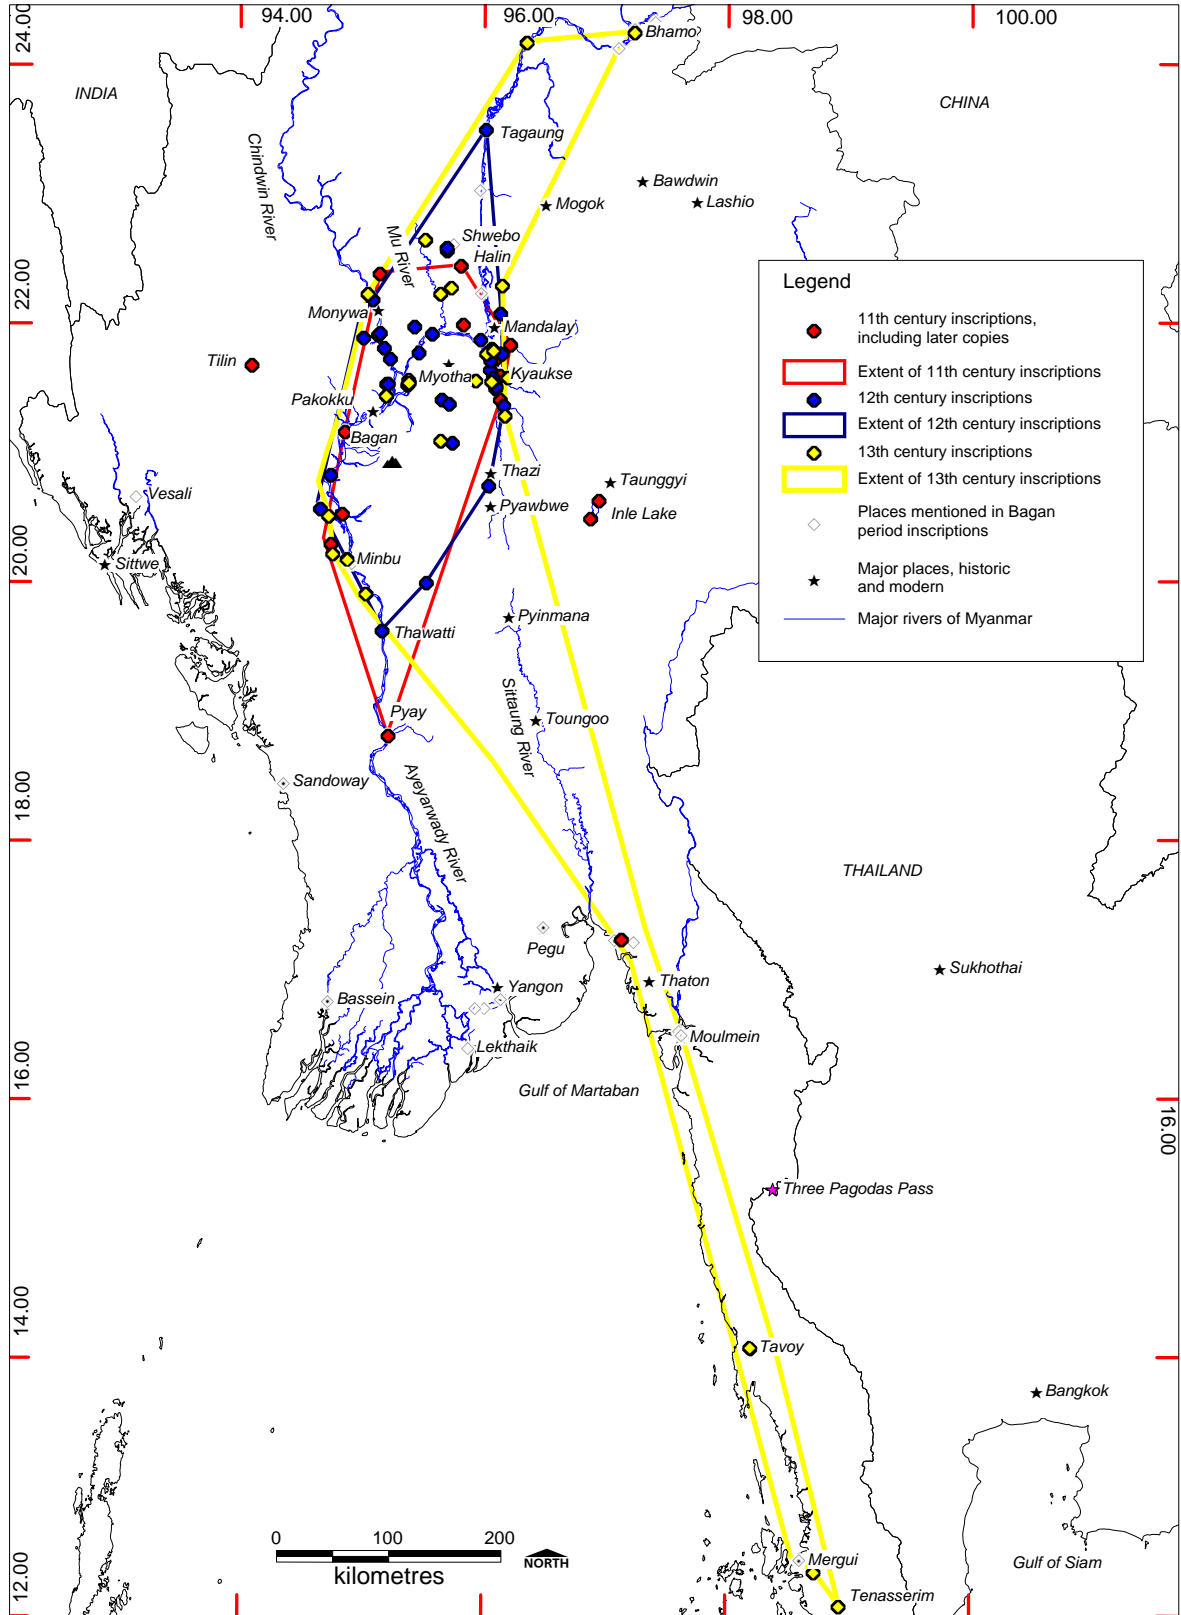 94.00
96.00
98.00
100.00
24.00
Bhamo
INDIA
CHINA
Tagaung
Chindwin River
Bawdwin
Mogok
Lashio
Mu River
Shwebo
Halin
22.00
Monywa
Mandalay
Tilin
Myotha
Kyaukse
Pakokku
Bagan
Thazi
Taunggyi
Vesali
Pyawbwe
Inle Lake
20.00
Sittwe
Minbu
Pyinmana
Thawatti
Sittaung River
Pyay
Toungoo
Sandoway
Ayeyarwady River
18.00
THAILAND
Pegu
Sukhothai
Thaton
Yangon
Bassein
Moulmein
Lekthaik
16.00
16.00
Gulf of Martaban
Three Pagodas Pass
14.00
Tavoy
Bangkok
Mergui
Gulf of Siam
Tenasserim
12.00
Legend
11th century inscriptions,
including later copies
Extent of 11th century inscriptions
12th century inscriptions
Extent of 12th century inscriptions
13th century inscriptions
Extent of 13th century inscriptions
Places mentioned in Bagan
period inscriptions
Major places, historic
and modern
Major rivers of Myanmar
0 100 200
kilometres
NORTH